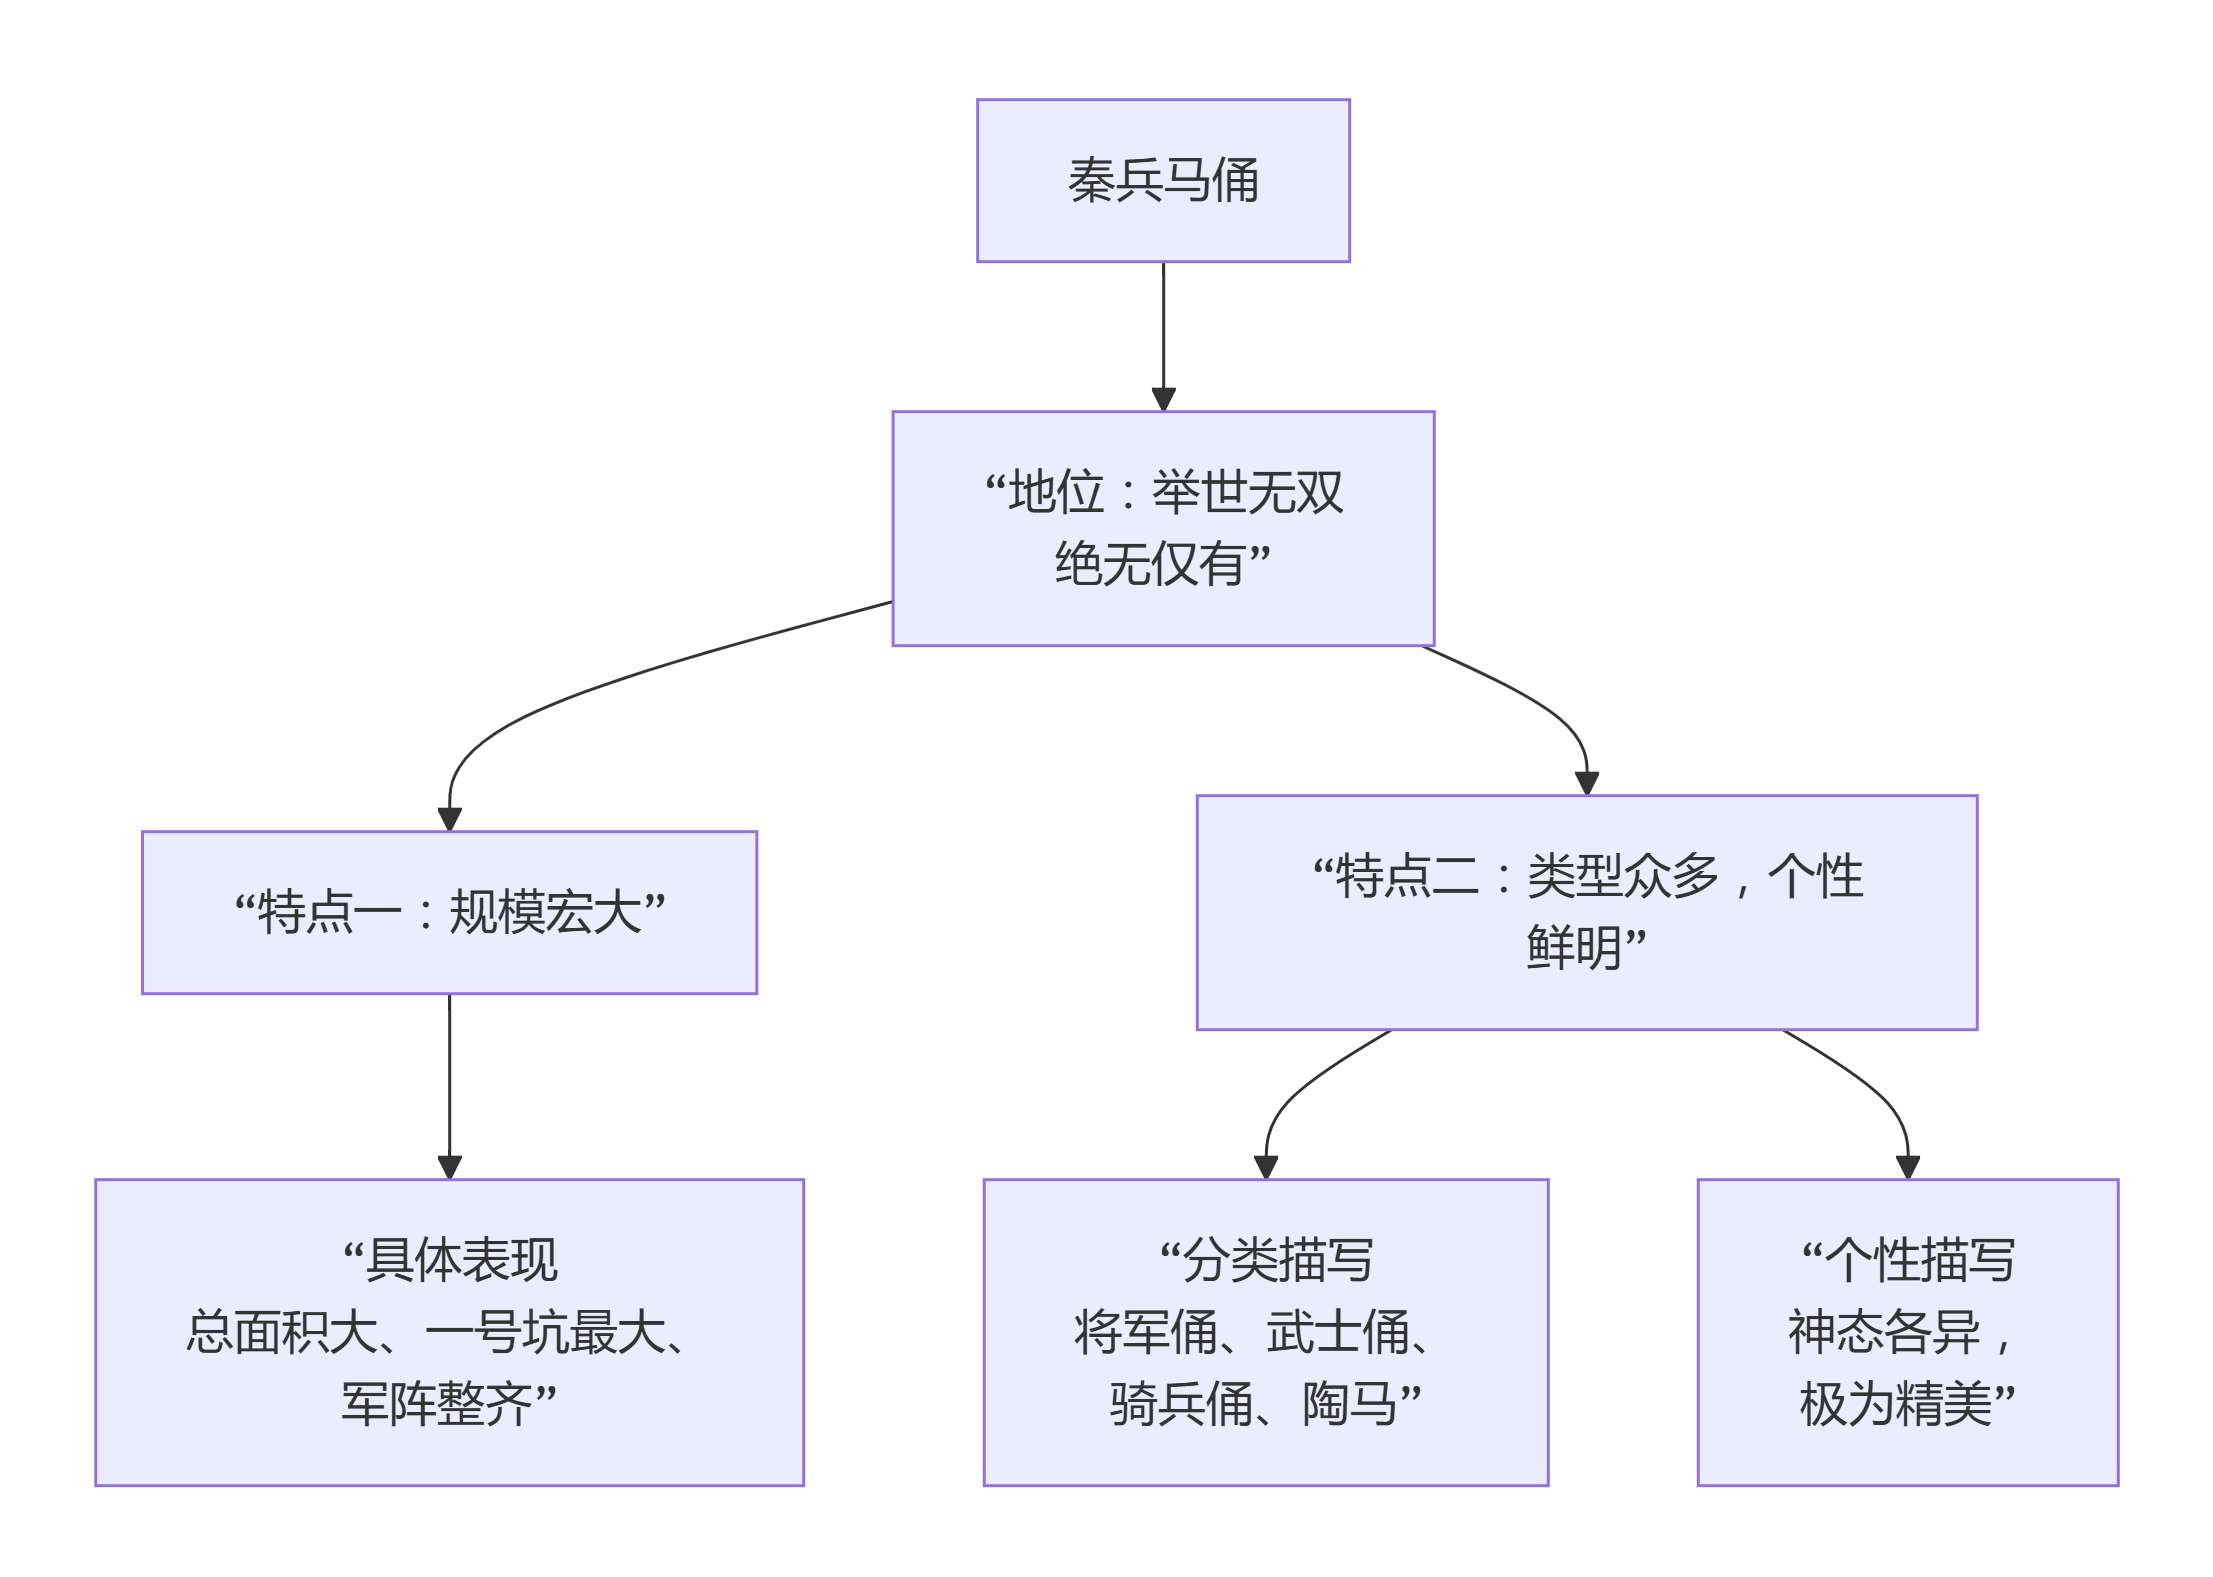 秦兵马俑
“地位：举世无双
绝无仅有”
“特点一：规模宏大”
“特点二：类型众多，个性
鲜明”
“具体表现
总面积大、一号坑最大、
军阵整齐”
“分类描写
将军俑、武士俑、
骑兵俑、陶马”
“个性描写
神态各异，
极为精美”